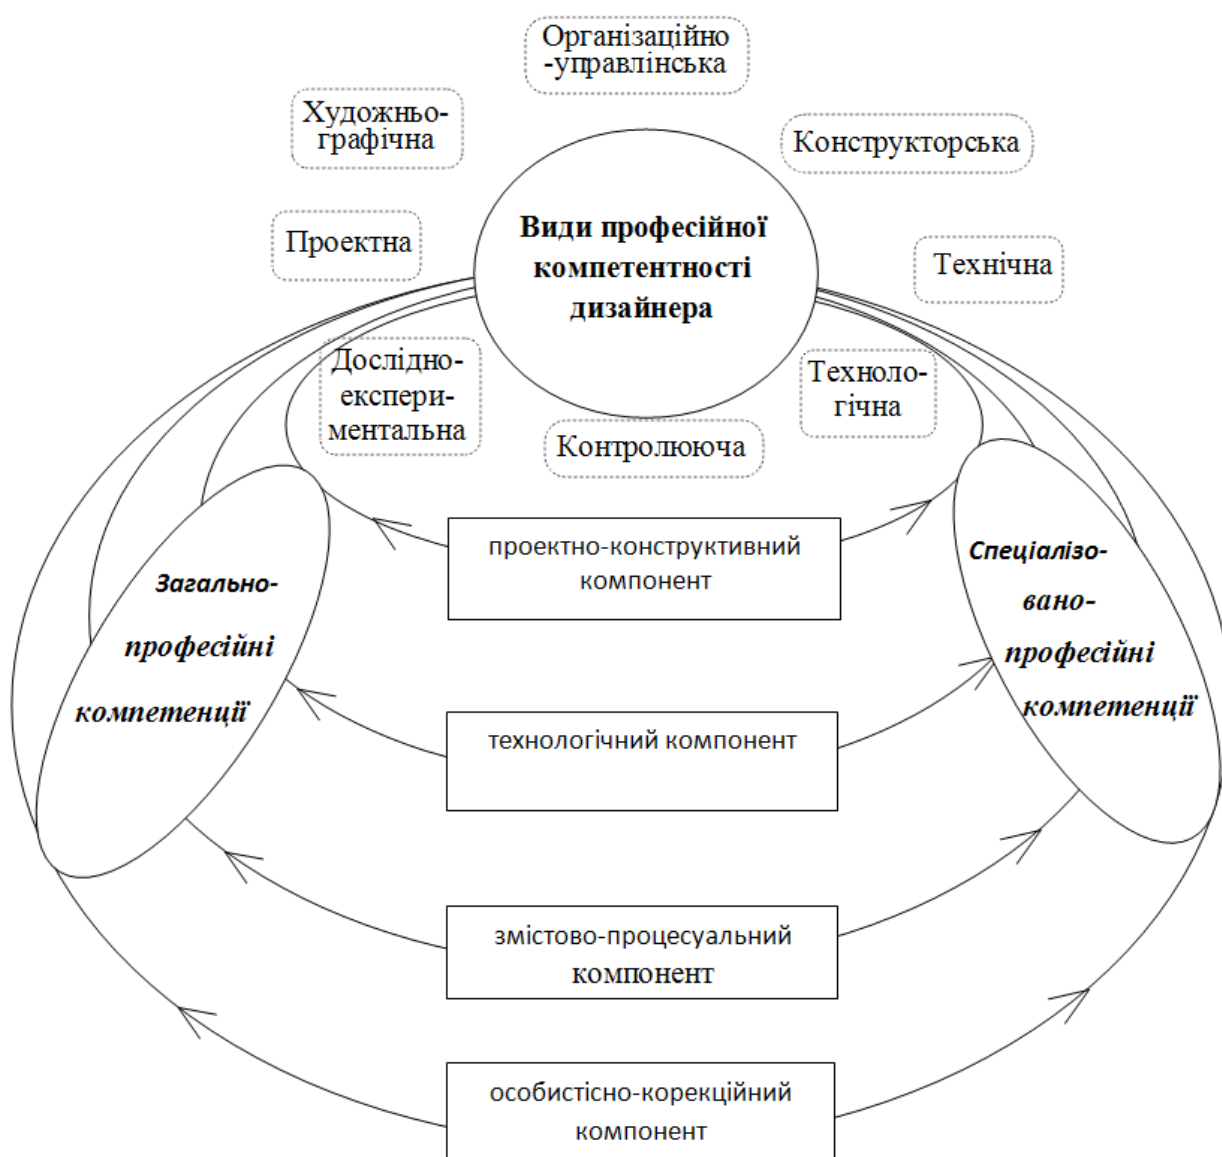 Організаційно
-управлінська
Художньо-
графічна
Конструкторська
Проектна
Види професійної
компетентності
дизайнера
Технічна
Дослідно-
експери-
ментальна
Техноло-
гічна
Контролююча
проектно-конструктивний
компонент
Загально-
професійні
компетенції
Спеціалізо-
вано-
професійні
компетенції
технологічний компонент
змістово-процесуальний
компонент
особистісно-корекційний
компонент